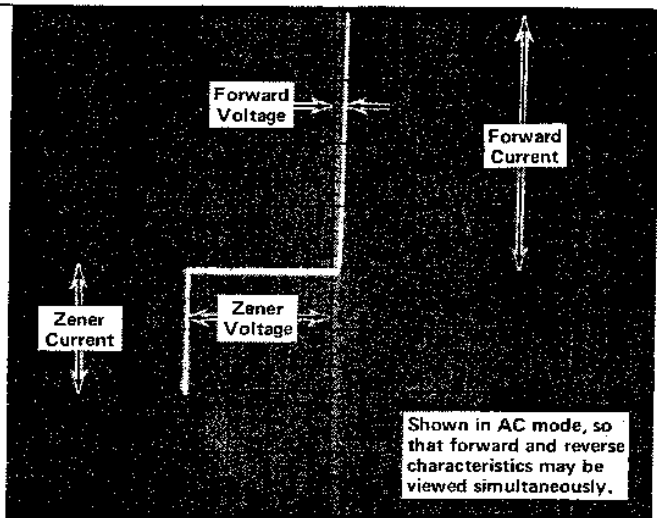 Forward
Voltage
Forward
Current
Zener
Voltage
Zener
Current
Shown in AC mode, so
that forward and reverse
characteristics may be
viewed simultaneously.